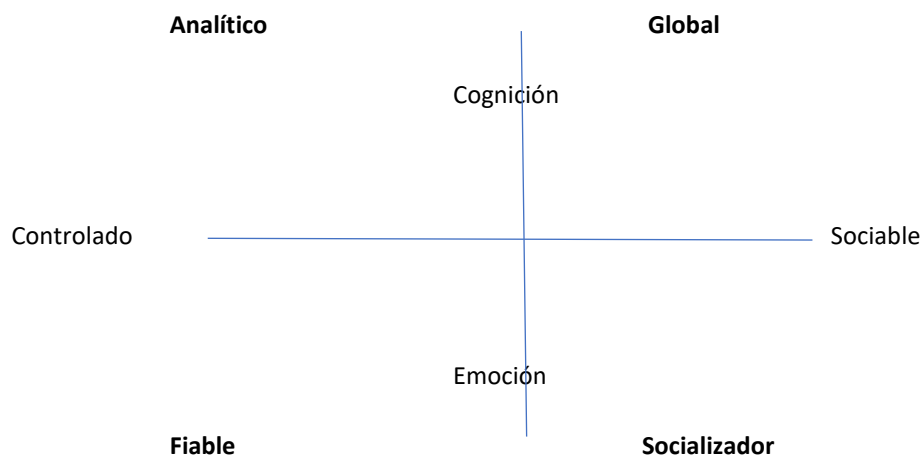 Analítico Global
Cognición
Controlado Sociable
Emoción
Fiable Socializador